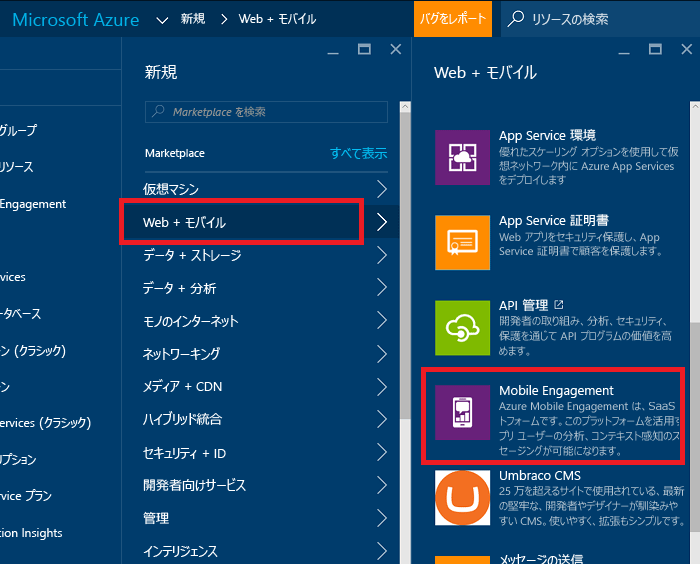 Microsoft Azure
新規
Web + モバイル
バグをレポート
リソースの検索
グループ
リソース
Engagement
ervices
ータベース
ン (クラシック)
ン
ervices (クラシック)
リプション
ervice プラン
tion Insights
新規
Marketplace を検索
Marketplace
すべて表示
仮想マシン
Web + モバイル
データ + ストレージ
データ + 分析
モノのインターネット
ネットワーキング
メディア + CDN
ハイブリッド統合
セキュリティ + ID
開発者向けサービス
管理
インテリジェンス
Web + モバイル
App Service 環境
優れたスケーリング オプションを使用して仮
想ネットワーク内に Azure App Services
をデプロイします
App Service 証明書
Web アプリをセキュリティ保護し、App
Service 証明書で顧客を保護します。
API 管理
開発者の取り組み、分析、セキュリティ、
保護を通じて API プログラムの価値を高
めます。
Mobile Engagement
Azure Mobile Engagement は、SaaS
トフォームです。このプラットフォームを活用す
プリ ユーザーの分析、コンテキスト感知のス
セージングが可能になります。
Umbraco CMS
25 万を超えるサイトで使用されている、最新
の堅牢な、開発者やデザイナーが馴染みや
すい CMS。使いやすく、拡張もシンプルです。
メッセージの送信